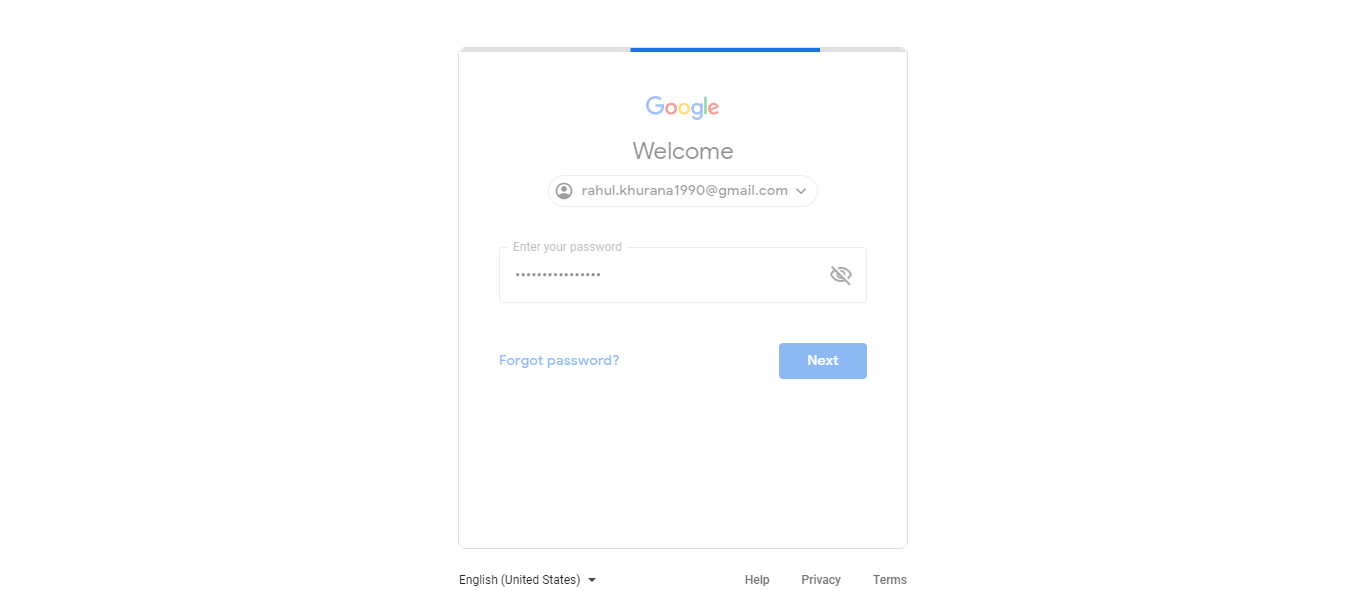 Google
Welcome
rahul.khurana1990@gmail.com
Enter your password
••••••••••••••••
Forgot password?
Next
English (United States)
Help
Privacy
Terms